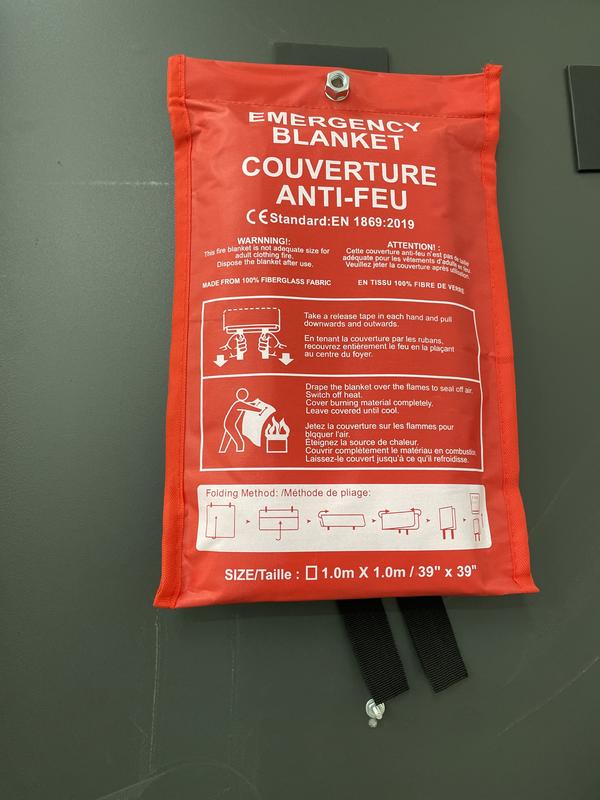 EMERGENCY
BLANKET
COUVERTURE
ANTI-FEU
CE Standard:EN 1869:2019
WARNNING!:
This fire blanket is not adequate size for
adult clothing fire.
Dispose the blanket after use.
ATTENTION! :
Cette couverture anti-feu n'est pas de taille
adéquate pour les vêtements d'adulte en feu.
Veuillez jeter la couverture après utilisation.
MADE FROM 100% FIBERGLASS FABRIC
EN TISSU 100% FIBRE DE VERRE
Take a release tape in each hand and pull
downwards and outwards.
En tenant la couverture par les rubans,
recouvrez entièrement le feu en la plaçant
au centre du foyer.
Drape the blanket over the flames to seal off air.
Switch off heat.
Cover burning material completely.
Leave covered until cool.
Jetez la couverture sur les flammes pour
blqquer l'air.
Éteignez la source de chaleur.
Couvrir complètement le matériau en combustion.
Laissez-le couvert jusqu'à ce qu'il refroidisse.
Folding Method: /Méthode de pliage:
SIZE/Taille : 1.0m X 1.0m / 39" x 39"